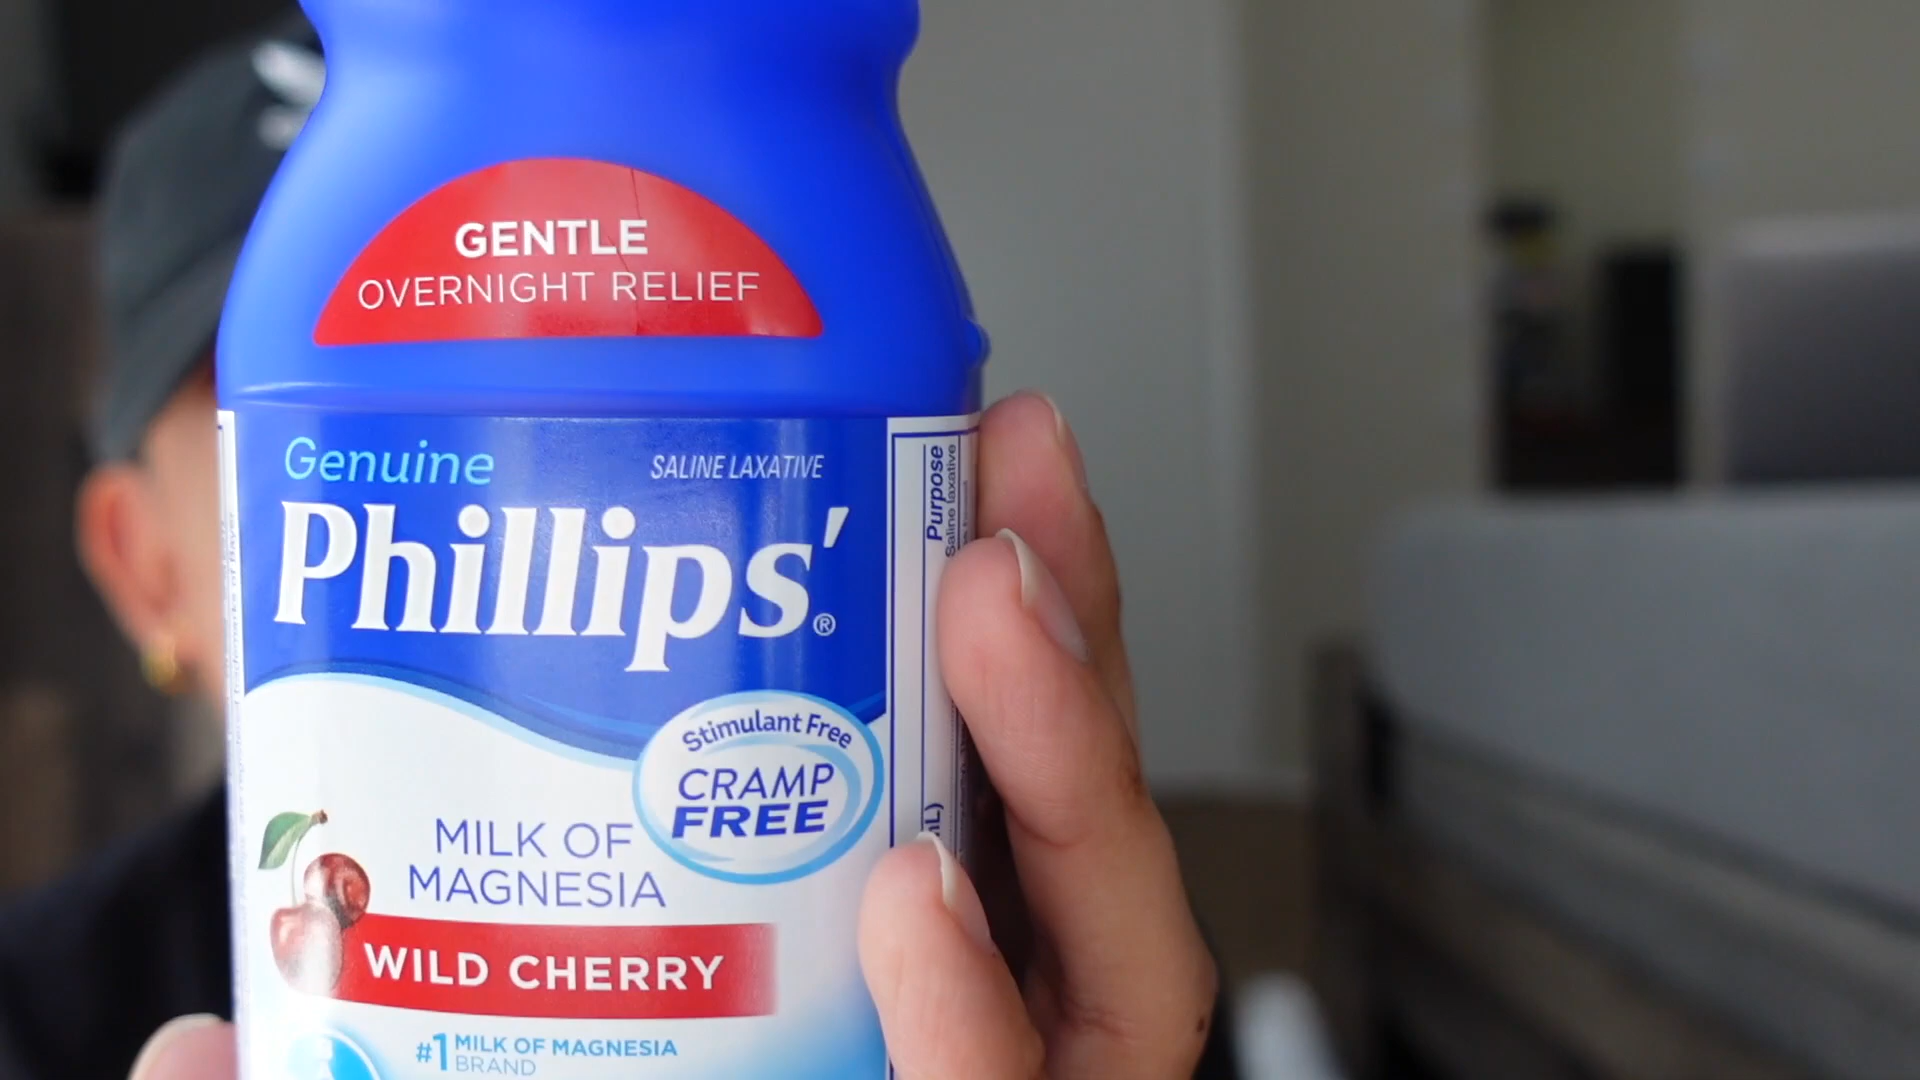 GENTLE
OVERNIGHT RELIEF
Genuine
SALINE LAXATIVE
Phillips'®
Stimulant Free
CRAMP
FREE
MILK OF
MAGNESIA
WILD CHERRY
#1 MILK OF MAGNESIA
BRAND
Purpose
Saline laxative
mL)